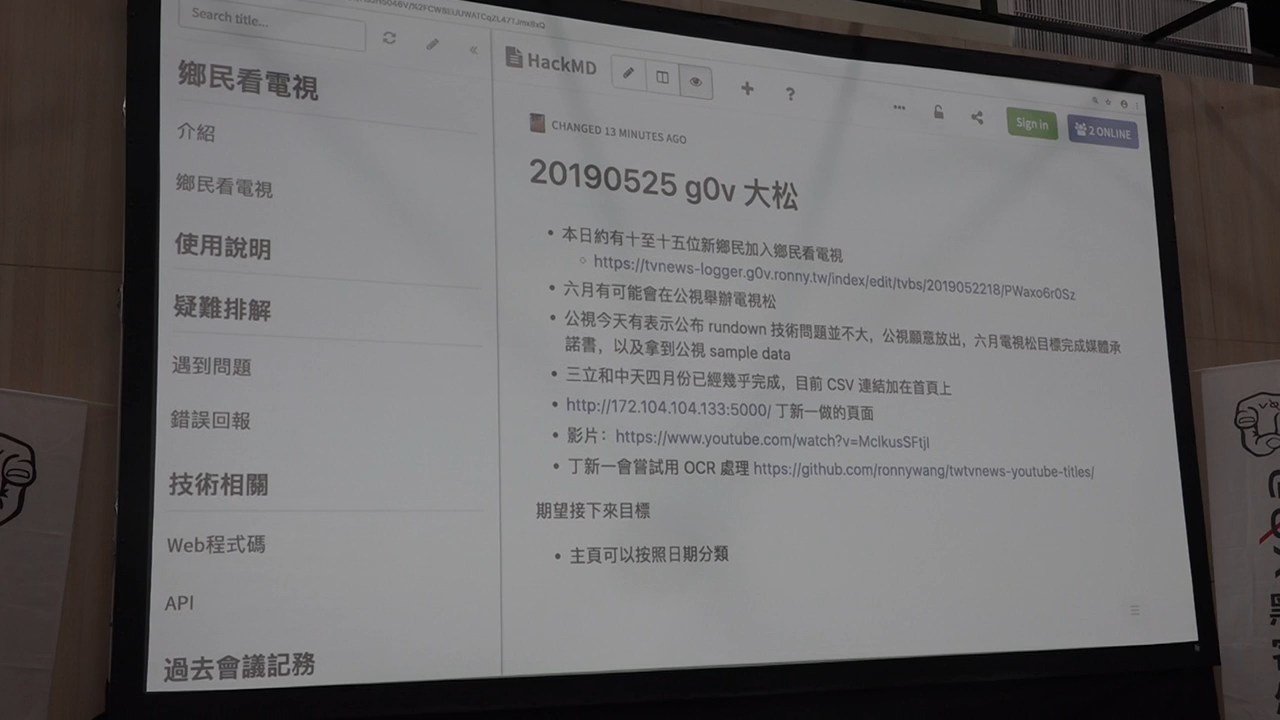 Search title...
鄉民看電視
介紹
鄉民看電視
使用說明
疑難排解
遇到問題
錯誤回報
技術相關
Web程式碼
API
過去會議記務
HackMD
Sign in
2 ONLINE
CHANGED 13 MINUTES AGO
20190525 g0v 大松
本日約有十至十五位新鄉民加入鄉民看電視
https://tvnews-logger.g0v.ronny.tw/index/edit/tvbs/2019052218/PWaxo6r0Sz
六月有可能會在公視舉辦電視松
公視今天有表示公布 rundown 技術問題並不大，公視願意放出，六月電視松目標完成媒體承
諾書，以及拿到公視 sample data
三立和中天四月份已經幾乎完成，目前 CSV 連結加在首頁上
http://172.104.104.133:5000/ 丁新一做的頁面
影片：https://www.youtube.com/watch?v=McIkusSFtjI
丁新一會嘗試用 OCR 處理 https://github.com/ronnywang/twtvnews-youtube-titles/
期望接下來目標
主頁可以按照日期分類